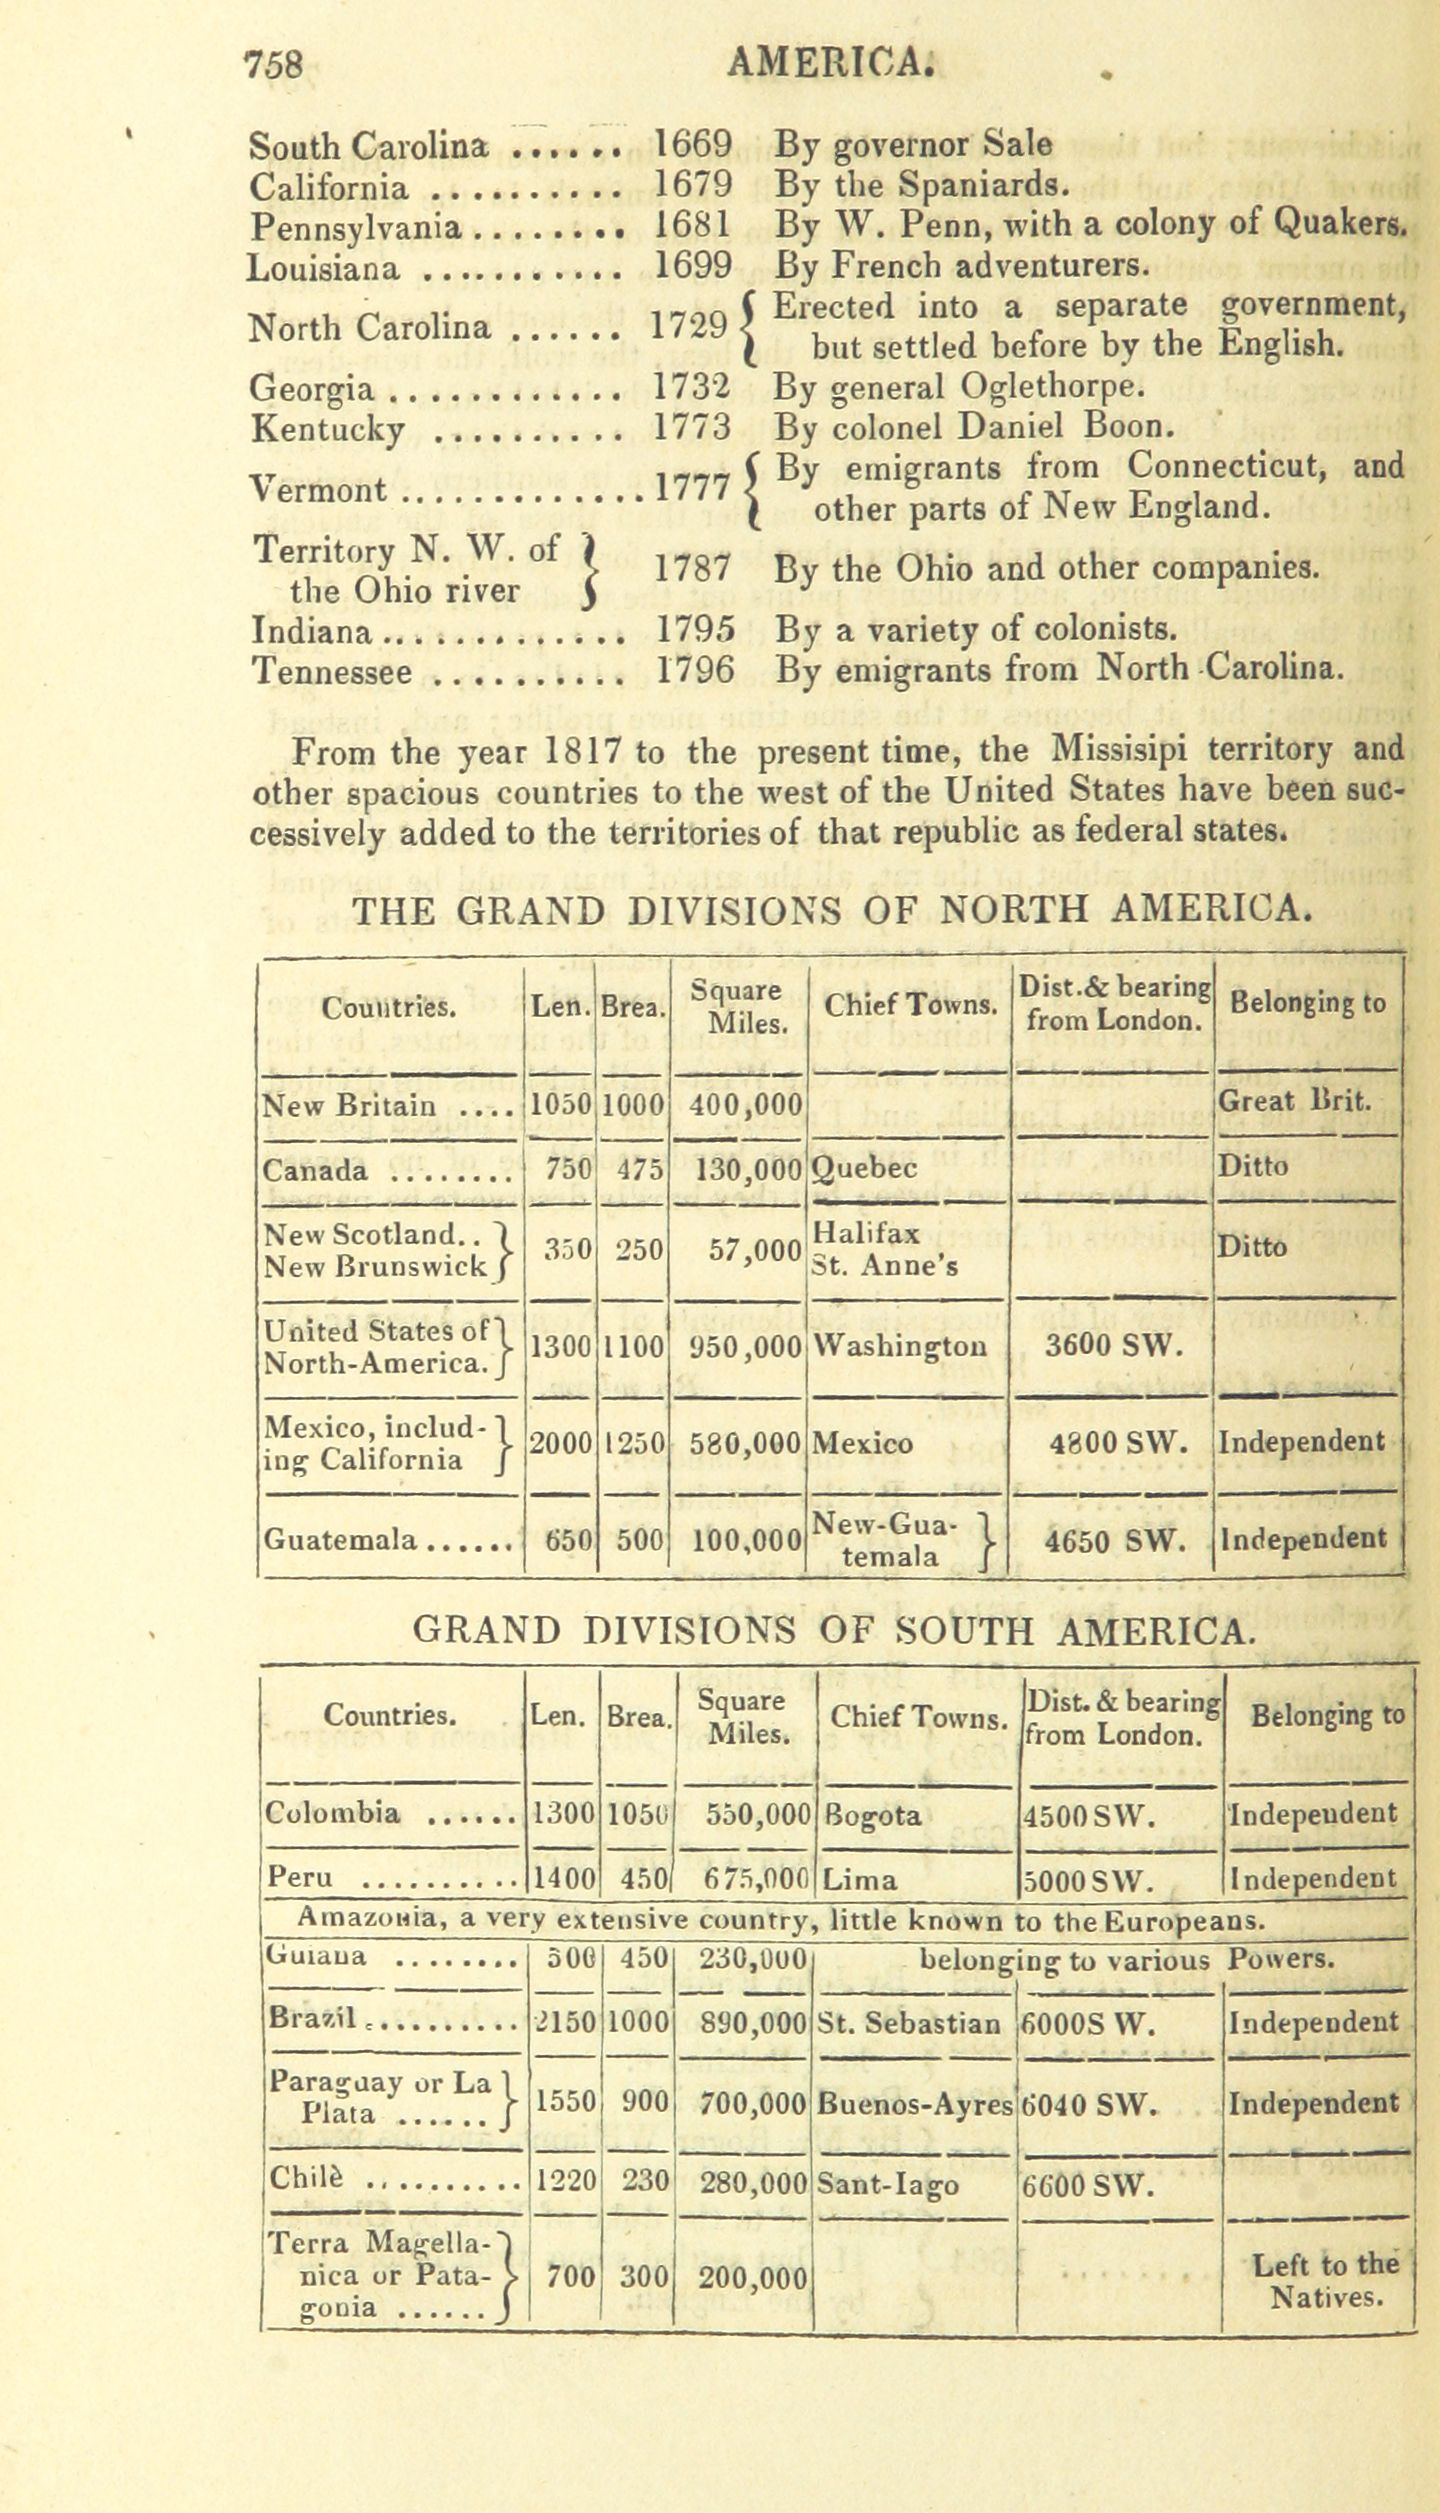 758 AMERICA.
South Carolina ...... 1669 By governor Sale
California .......... 1679 By the Spaniards.
Pennsylvania ........ 1681 By W. Penn, with a colony of Quakers.
Louisiana ........... 1699 By French adventurers.
North Carolina ...... 1729 { Erected into a separate government,
but settled before by the English.
Georgia ............ 1732 By general Oglethorpe.
Kentucky .......... 1773 By colonel Daniel Boon.
Vermont ............. 1777 { By emigrants from Connecticut, and
other parts of New England.
Territory N. W. of }
the Ohio river 1787 By the Ohio and other companies.
Indiana ............. 1795 By a variety of colonists.
Tennessee .......... 1796 By emigrants from North Carolina.
From the year 1817 to the present time, the Missisipi territory and
other spacious countries to the west of the United States have been suc-
cessively added to the territories of that republic as federal states.
THE GRAND DIVISIONS OF NORTH AMERICA.
Countries. Len. Brea. Square Miles. Chief Towns. Dist. & bearing from London. Belonging to
New Britain .... 1050 1000 400,000 Great Brit.
Canada ........ 750 475 130,000 Quebec Ditto
New Scotland.. } Halifax
New Brunswick 350 250 57,000 St. Anne's Ditto
United States of }
North-America. 1300 1100 950,000 Washington 3600 SW.
Mexico, includ- }
ing California 2000 1250 580,000 Mexico 4800 SW. Independent
Guatemala ...... 650 500 100,000 New-Gua- } 4650 SW. Independent
temala
GRAND DIVISIONS OF SOUTH AMERICA.
Countries. Len. Brea. Square Miles. Chief Towns. Dist. & bearing from London. Belonging to
Colombia ...... 1300 1050 550,000 Bogota 4500 SW. Independent
Peru .......... 1400 450 675,000 Lima 5000 SW. Independent
Amazonia, a very extensive country, little known to the Europeans.
Guiana ........ 500 450 230,000 belonging to various Powers.
Brazil .......... 2150 1000 890,000 St. Sebastian 6000S W. Independent
Paraguay or La }
Plata ...... 1550 900 700,000 Buenos-Ayres 6040 SW. Independent
Chilè .......... 1220 230 280,000 Sant-Iago 6600 SW.
Terra Magella- }
nica or Pata- 700 300 200,000 Left to the
gonia ...... Natives.